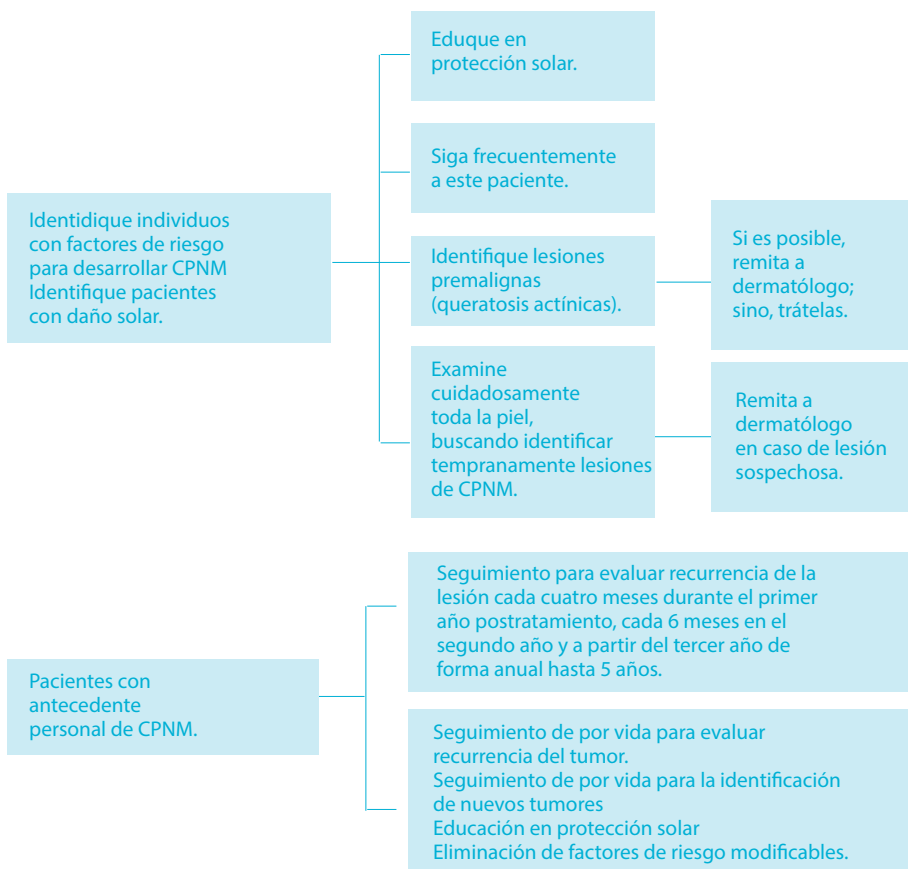 Identidique individuos
con factores de riesgo
para desarrollar CPNM
Identifique pacientes
con daño solar.
Eduque en
protección solar.
Siga frecuentemente
a este paciente.
Identifique lesiones
premalignas
(queratosis actínicas).
Si es posible,
remita a
dermatólogo;
sino, trátelas.
Examine
cuidadosamente
toda la piel,
buscando identificar
tempranamente lesiones
de CPNM.
Remita a
dermatólogo
en caso de lesión
sospechosa.
Pacientes con
antecedente
personal de CPNM.
Seguimiento para evaluar recurrencia de la
lesión cada cuatro meses durante el primer
año postratamiento, cada 6 meses en el
segundo año y a partir del tercer año de
forma anual hasta 5 años.
Seguimiento de por vida para evaluar
recurrencia del tumor.
Seguimiento de por vida para la identificación
de nuevos tumores
Educación en protección solar
Eliminación de factores de riesgo modificables.